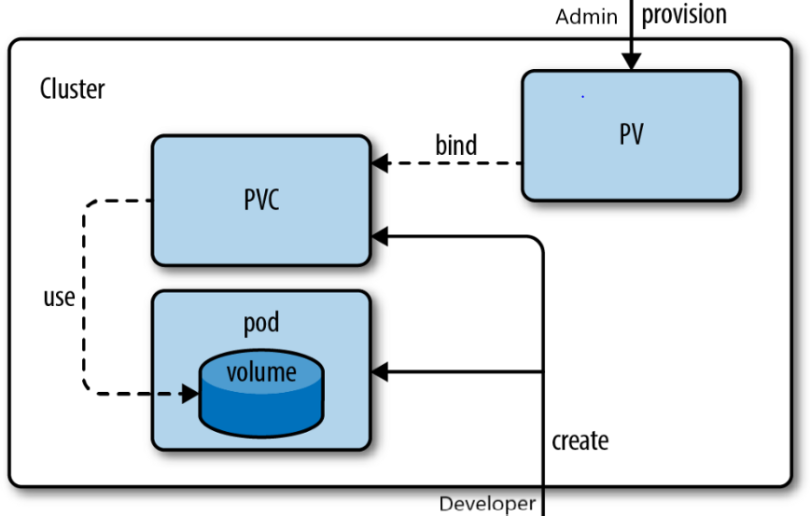 Admin
provision
Cluster
PV
bind
PVC
use
pod
volume
create
Developer